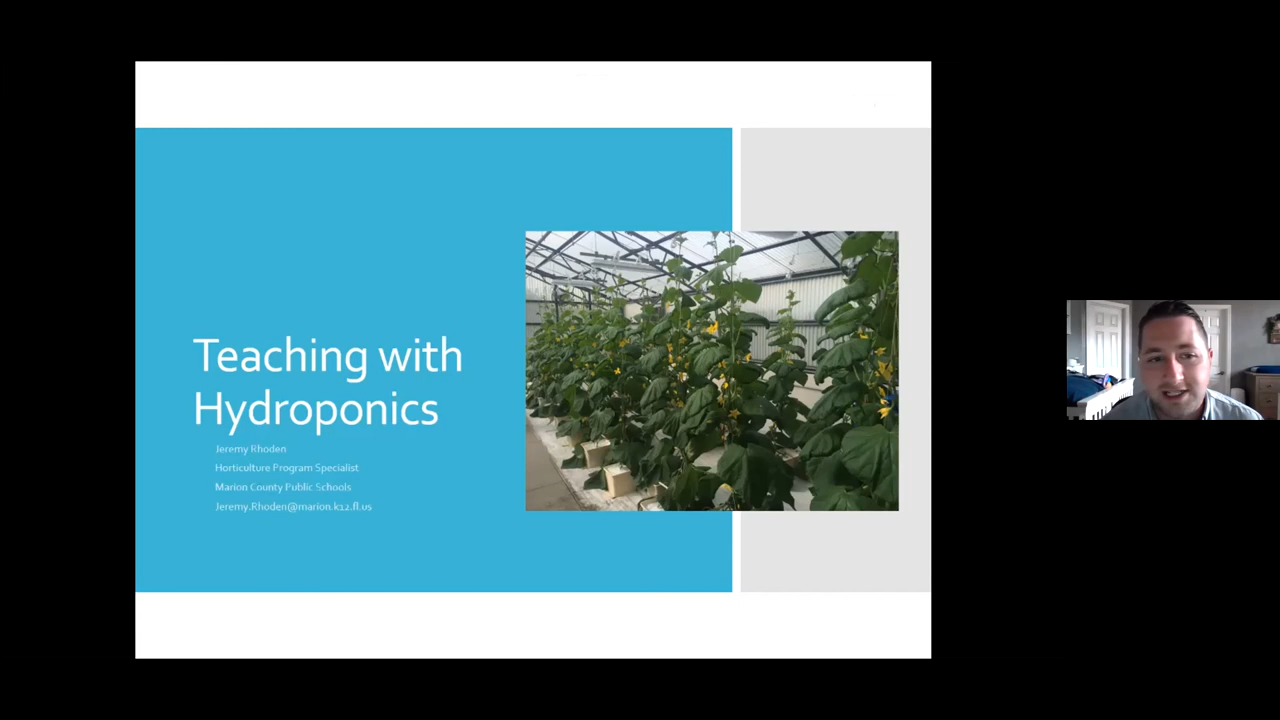 Teaching with
Hydroponics
Jeremy Rhoden
Horticulture Program Specialist
Marion County Public Schools
Jeremy.Rhoden@marion.k12.fl.us